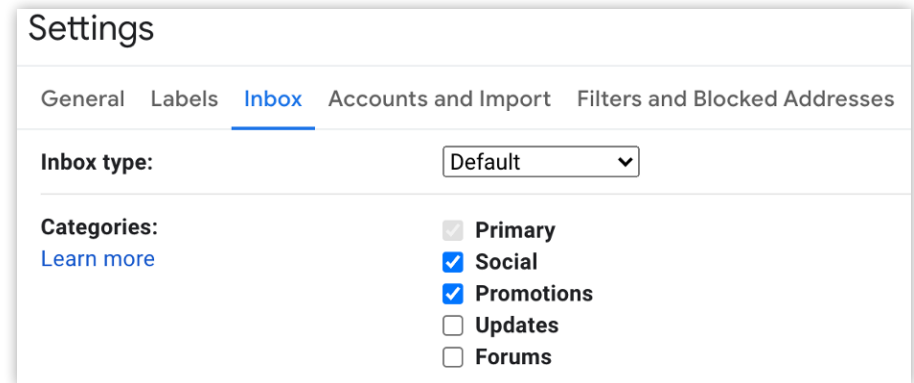 Settings
General Labels Inbox Accounts and Import Filters and Blocked Addresses
Inbox type: Default
Categories: Primary
Learn more Social
Promotions
Updates
Forums